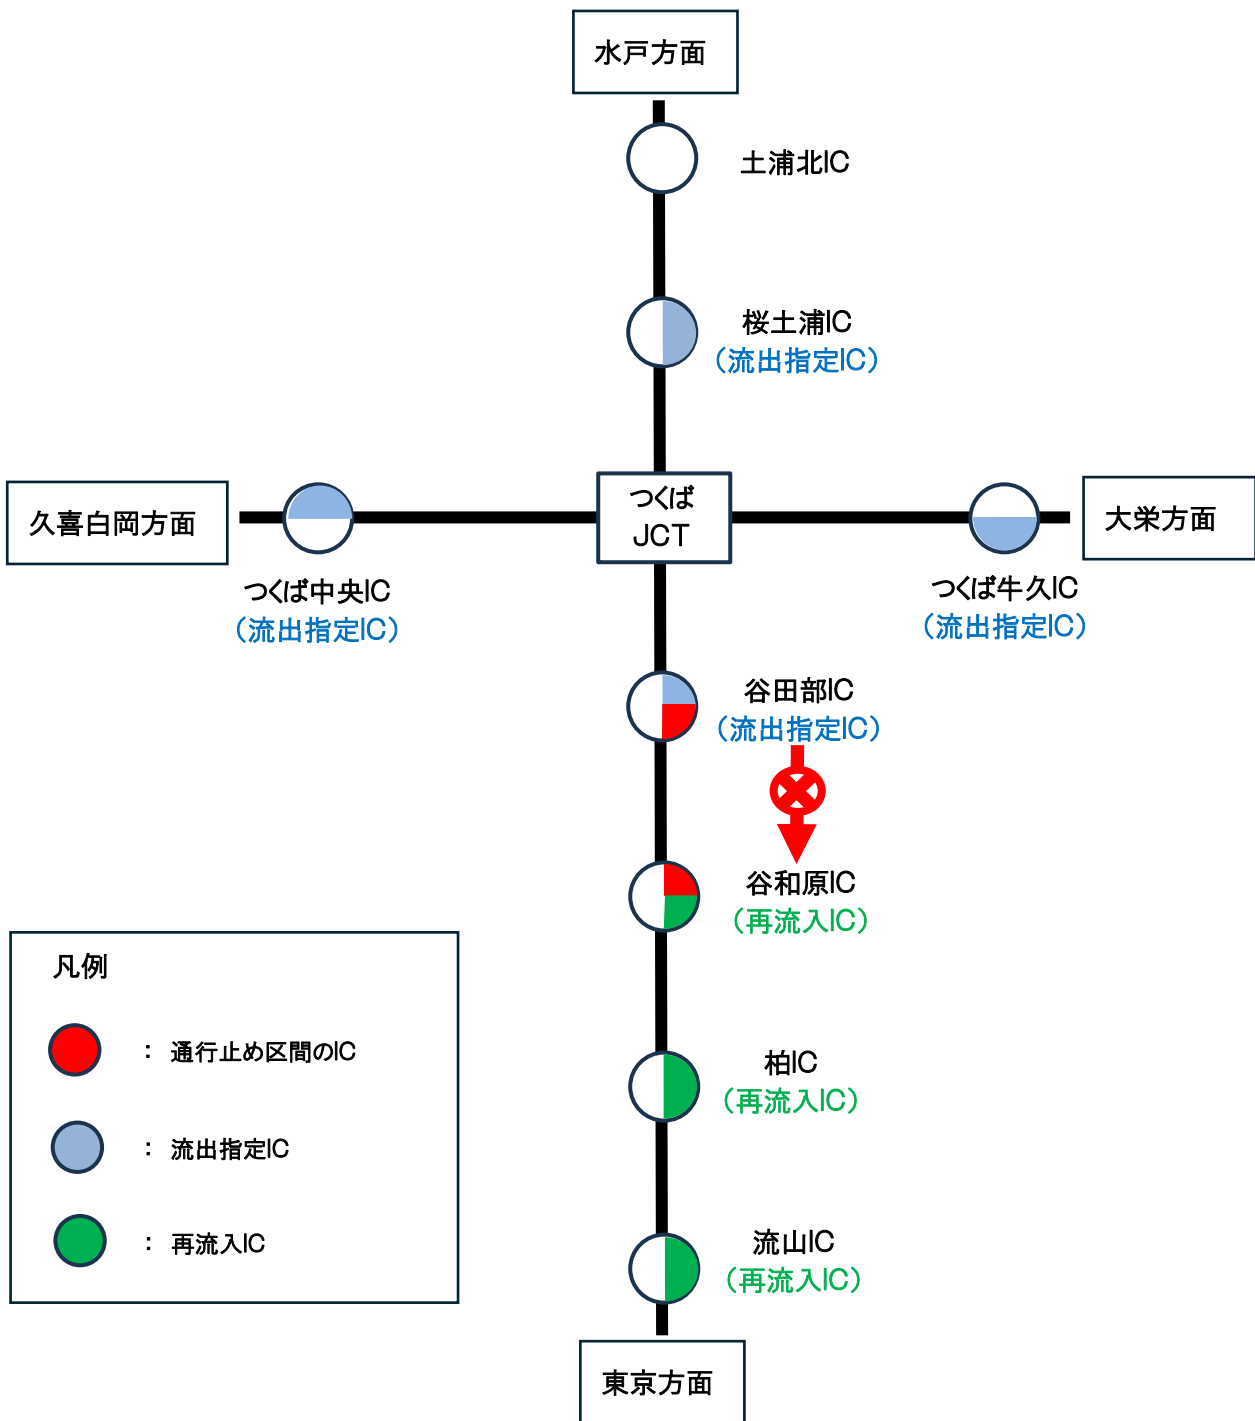 水戸方面
土浦北IC
桜土浦IC
（流出指定IC）
つくば
JCT
久喜白岡方面
大栄方面
つくば中央IC
（流出指定IC）
つくば牛久IC
（流出指定IC）
谷田部IC
（流出指定IC）
谷和原IC
（再流入IC）
凡例
： 通行止め区間のIC
： 流出指定IC
： 再流入IC
柏IC
（再流入IC）
流山IC
（再流入IC）
東京方面